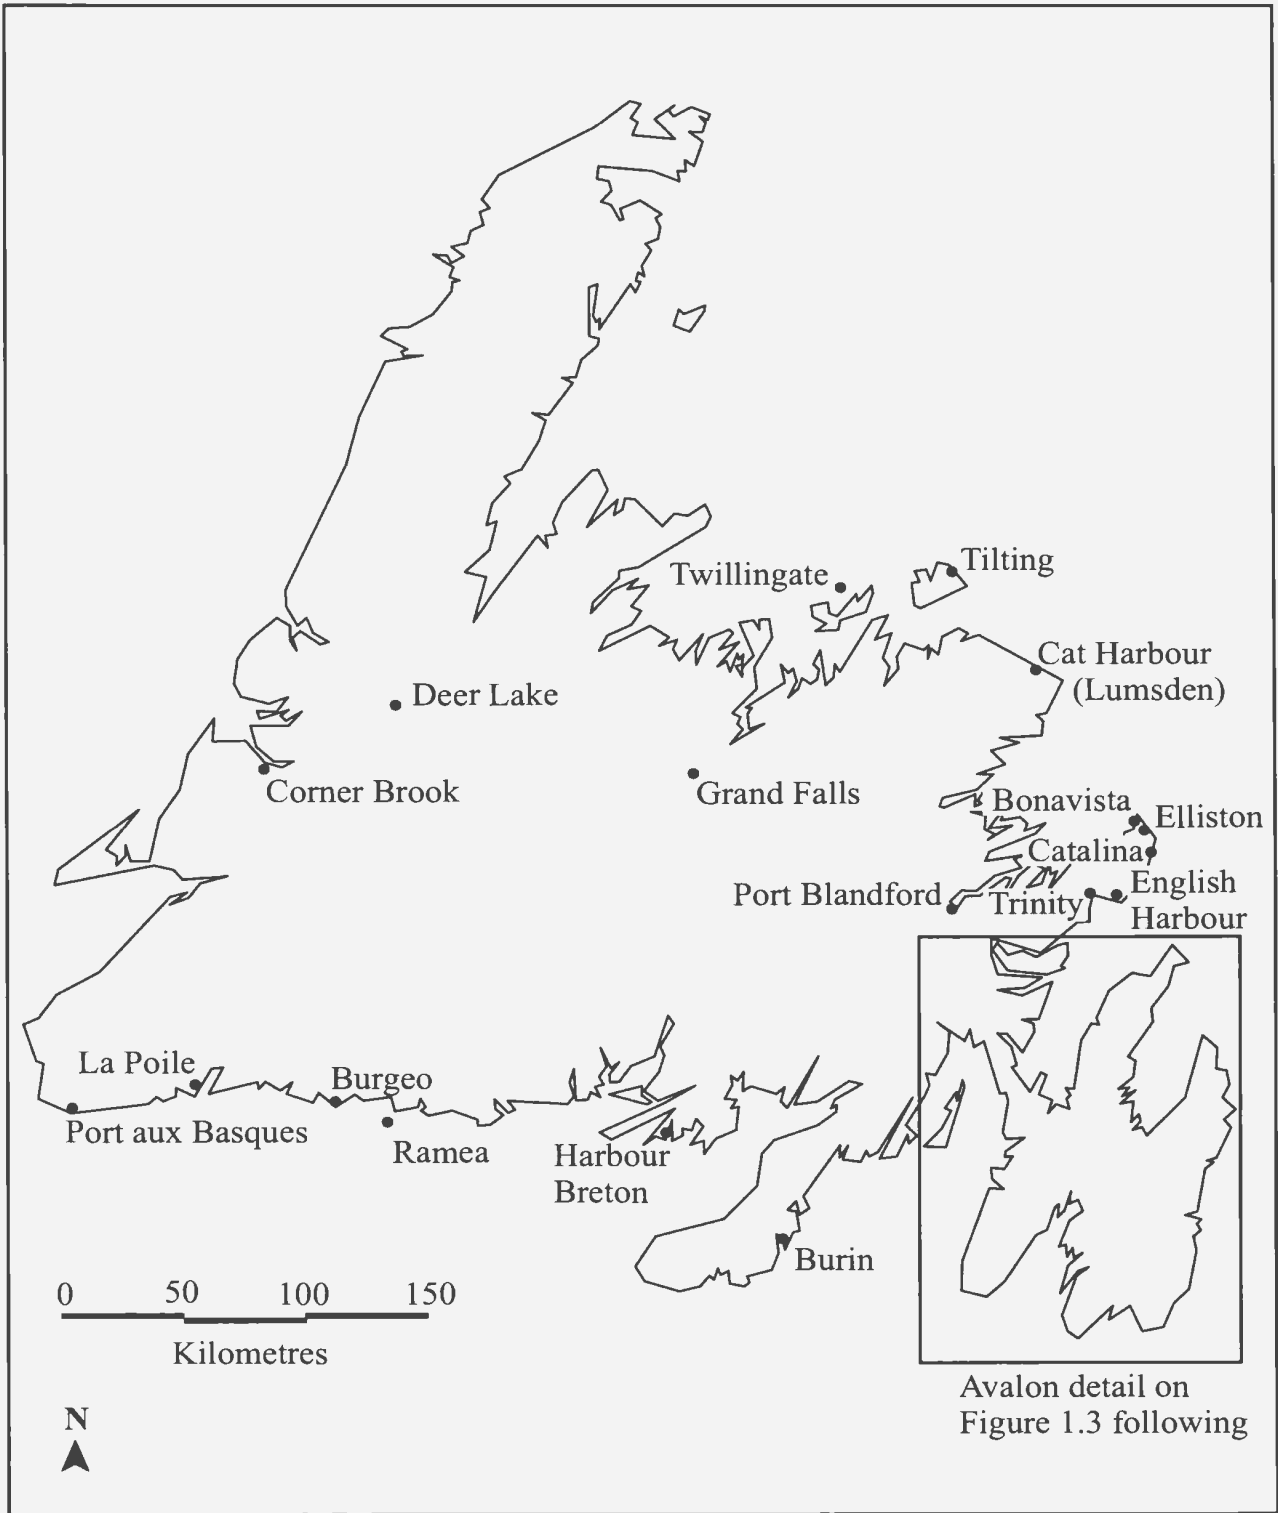 Tilting
Twillingate
Cat Harbour
(Lumsden)
Deer Lake
Corner Brook
Grand Falls
Bonavista
Elliston
Catalina
English
Harbour
Port Blandford
Trinity
La Poile
Burgeo
Port aux Basques
Ramea
Harbour
Breton
Burin
0 50 100 150
Kilometres
Avalon detail on
Figure 1.3 following
N